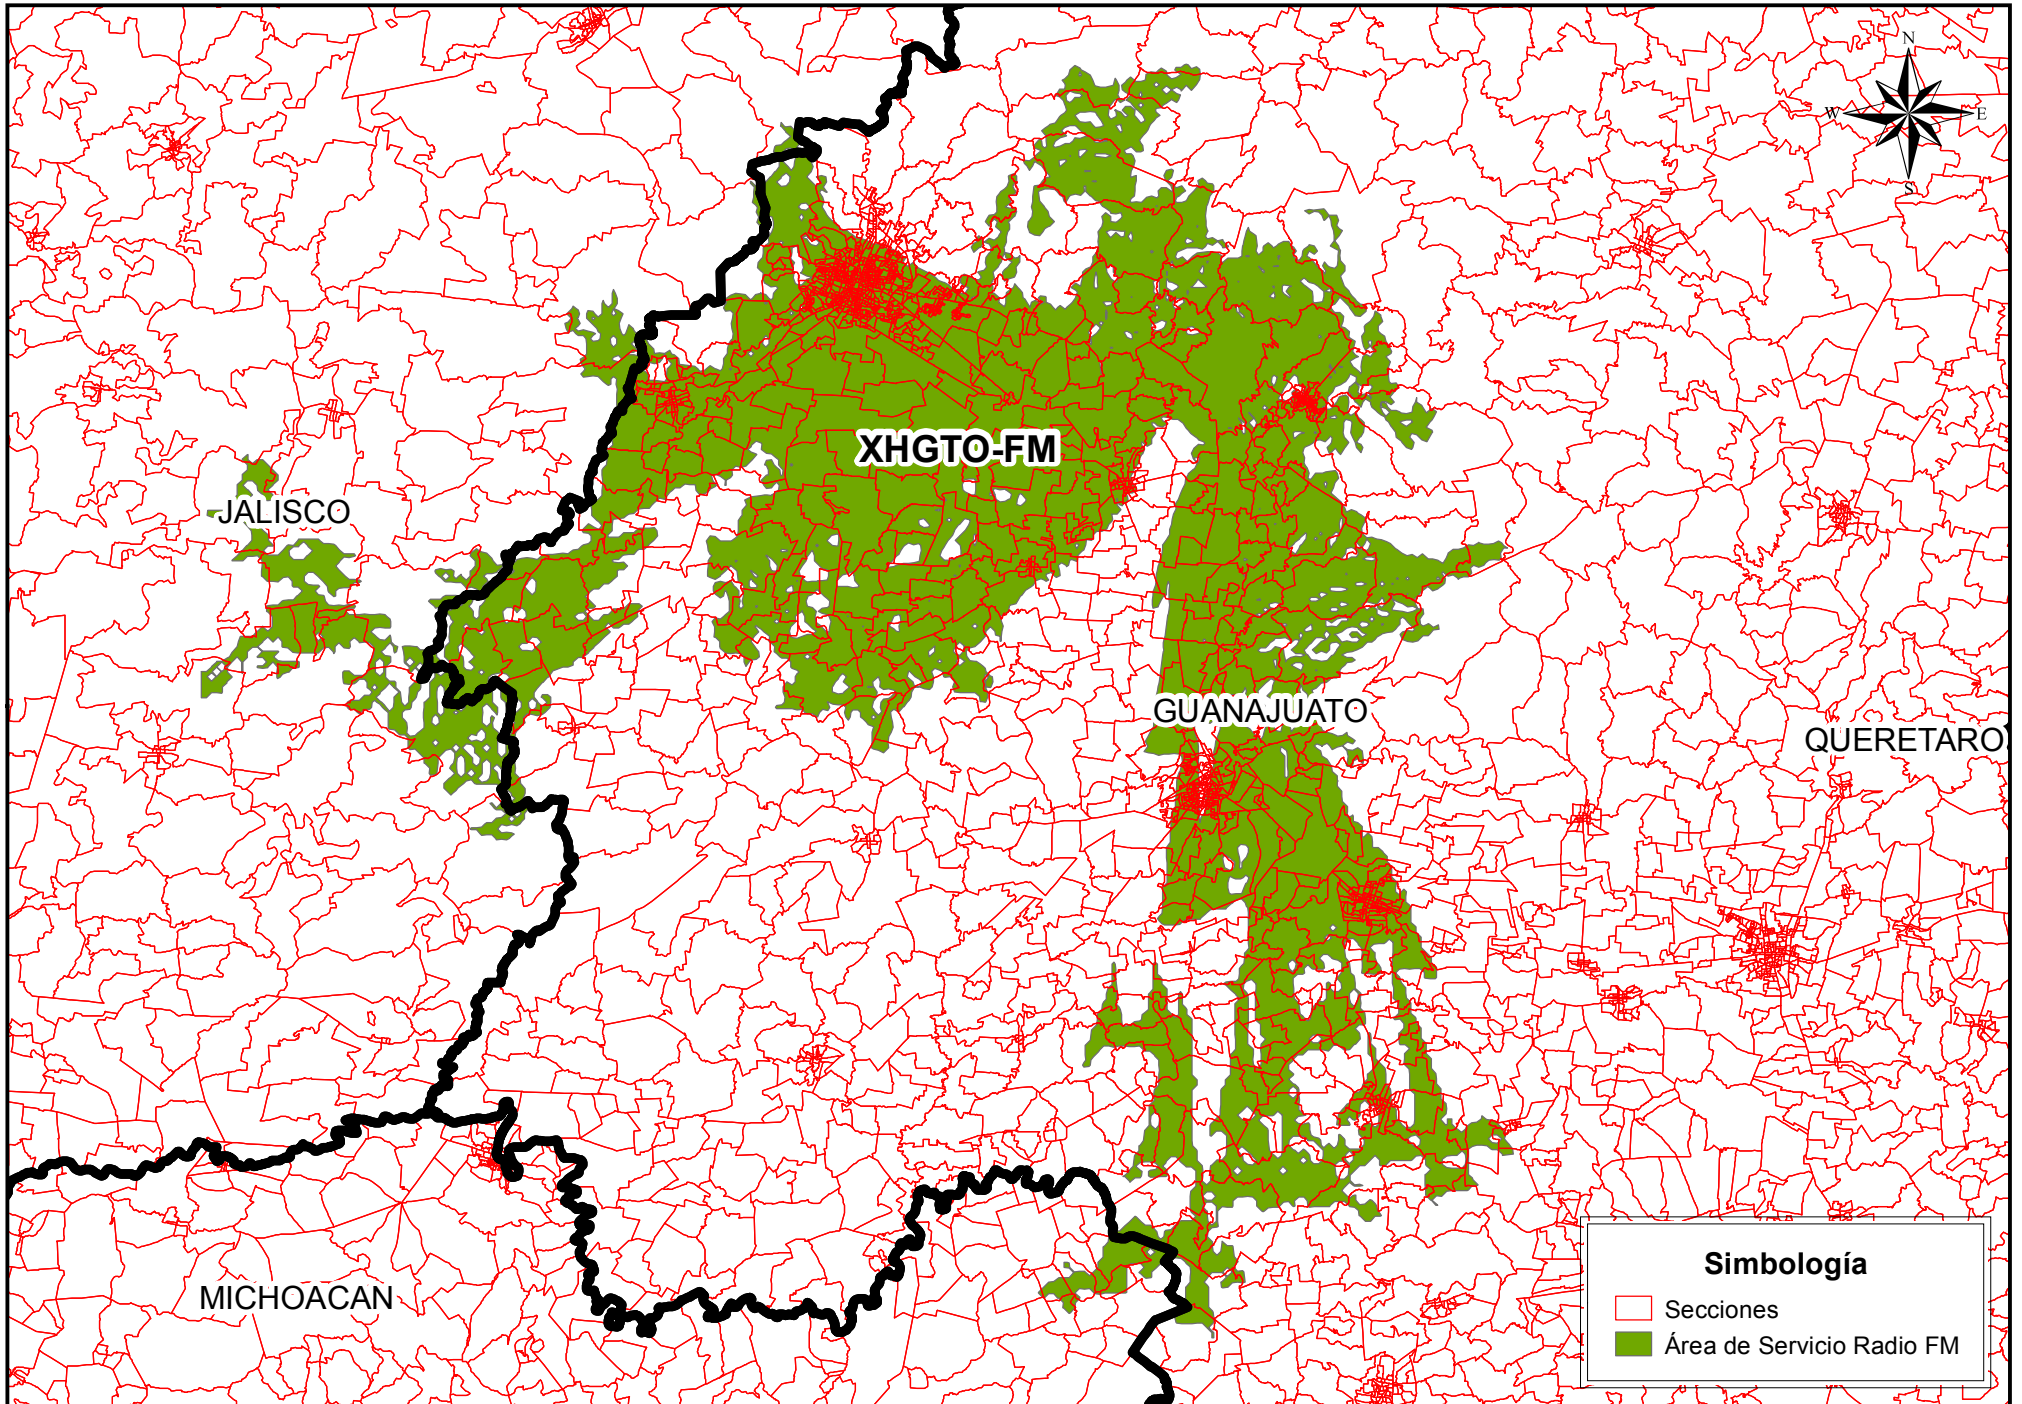 N
W
E
S
XHGTO-FM
JALISCO
GUANAJUATO
QUERETARO
MICHOACAN
Simbología
Secciones
Área de Servicio Radio FM